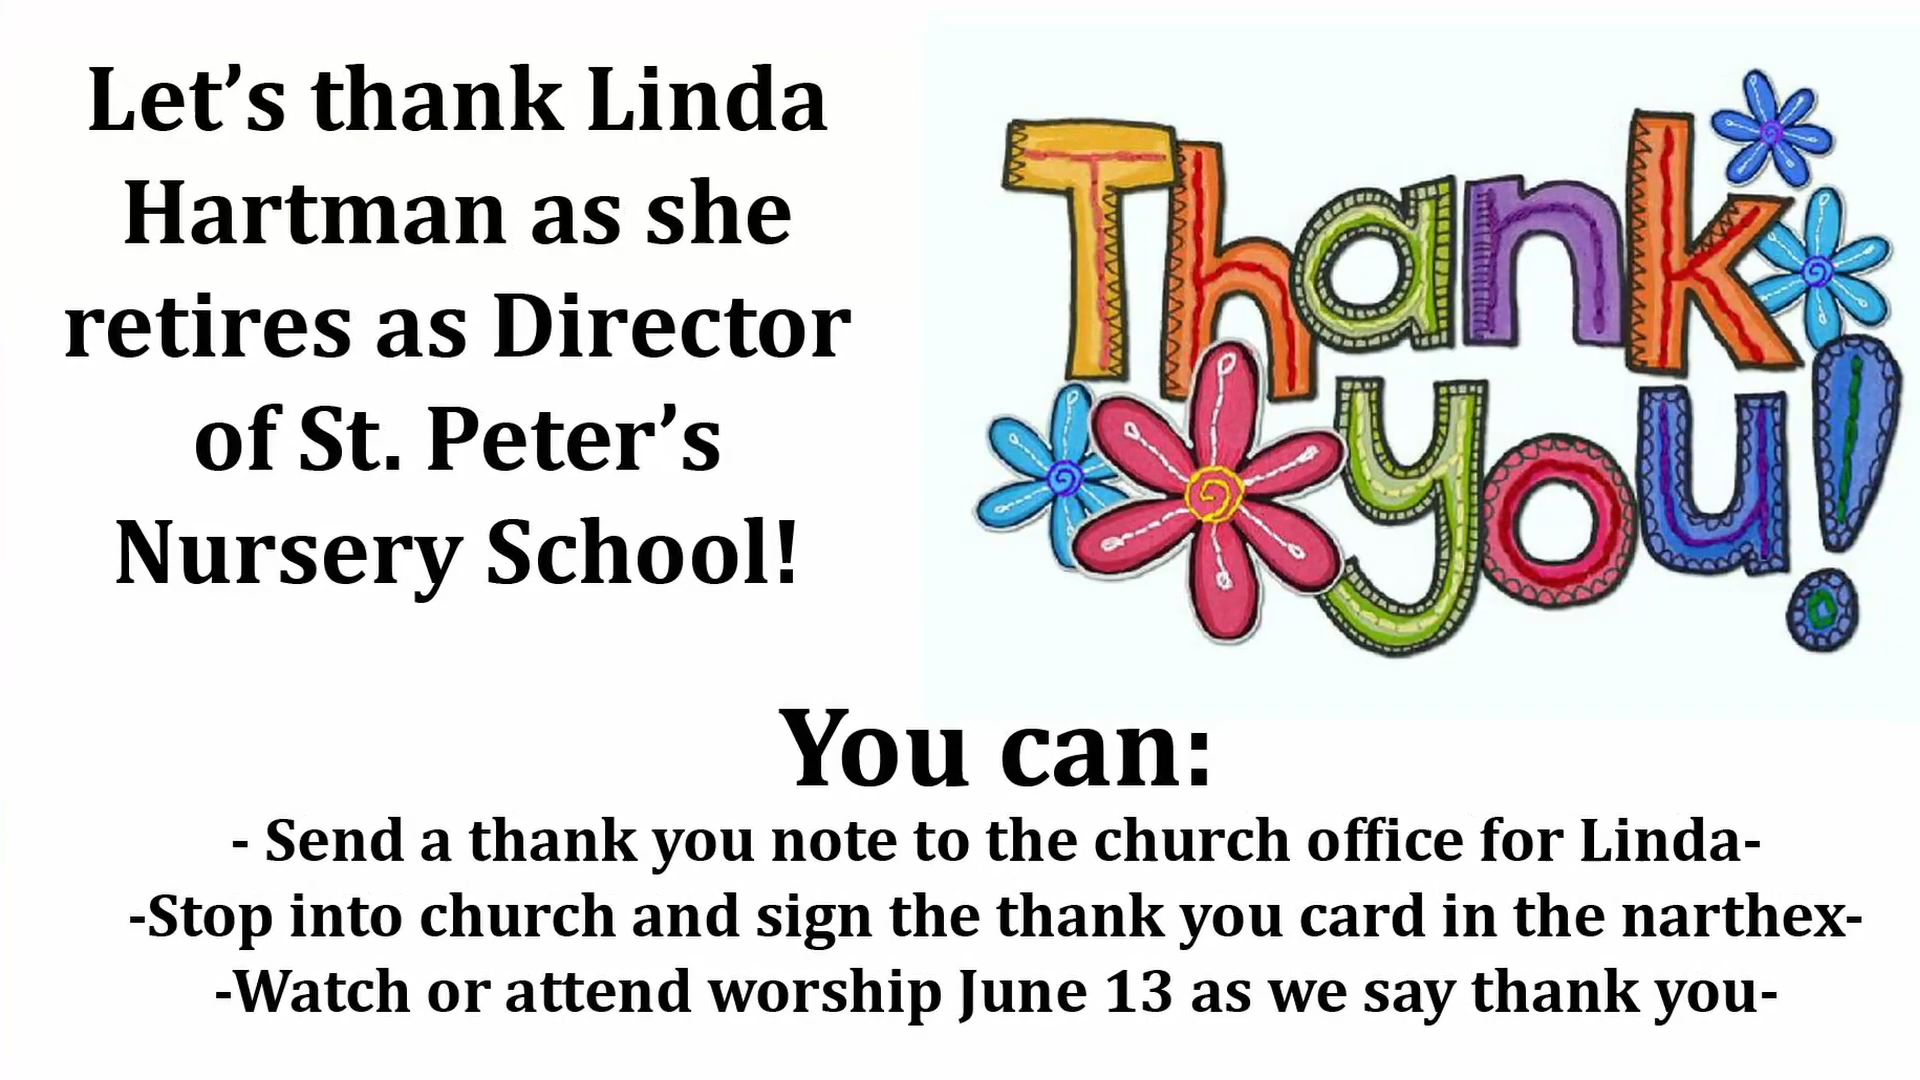 Let’s thank Linda
Hartman as she
retires as Director
of St. Peter’s
Nursery School!
Thank
you!
You can:
- Send a thank you note to the church office for Linda-
-Stop into church and sign the thank you card in the narthex-
-Watch or attend worship June 13 as we say thank you-